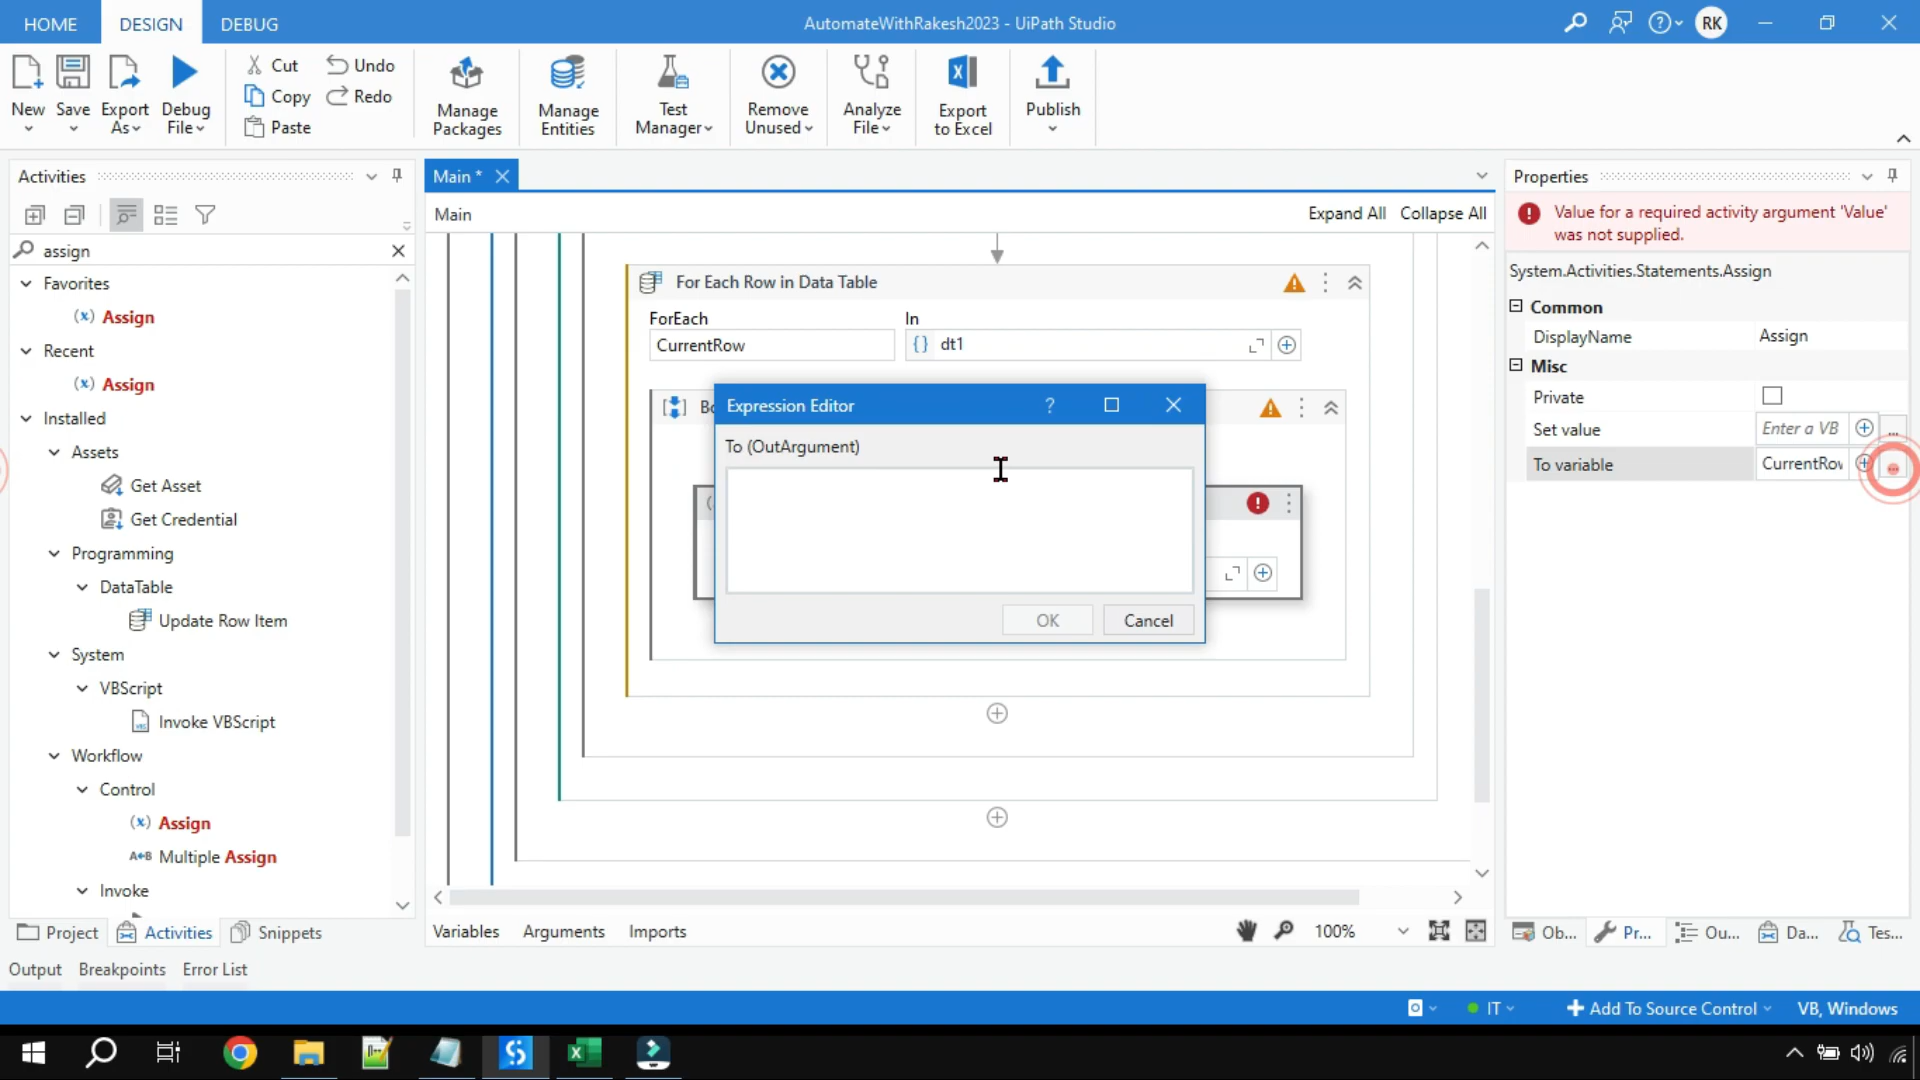 HOME
DESIGN
DEBUG
AutomateWithRakesh2023 - UiPath Studio
RK
New
Save
Export
As
Debug
File
Cut
Copy
Paste
Undo
Redo
Manage
Packages
Manage
Entities
Test
Manager
Remove
Unused
Analyze
File
Export
to Excel
Publish
Activities
assign
Favorites
(x) Assign
Recent
(x) Assign
Installed
Assets
Get Asset
Get Credential
Programming
DataTable
Update Row Item
System
VBScript
Invoke VBScript
Workflow
Control
(x) Assign
A+B Multiple Assign
Invoke
Project
Activities
Snippets
Main *
Main
Expand All
Collapse All
For Each Row in Data Table
ForEach
In
CurrentRow
{} dt1
Bo
Expression Editor
?
To (OutArgument)
OK
Cancel
Variables
Arguments
Imports
100%
Properties
Value for a required activity argument 'Value'
was not supplied.
System.Activities.Statements.Assign
Common
DisplayName
Assign
Misc
Private
Set value
Enter a VB
...
To variable
CurrentRov
Ob...
Pr...
Ou...
Da...
Tes...
Output
Breakpoints
Error List
IT
Add To Source Control
VB, Windows